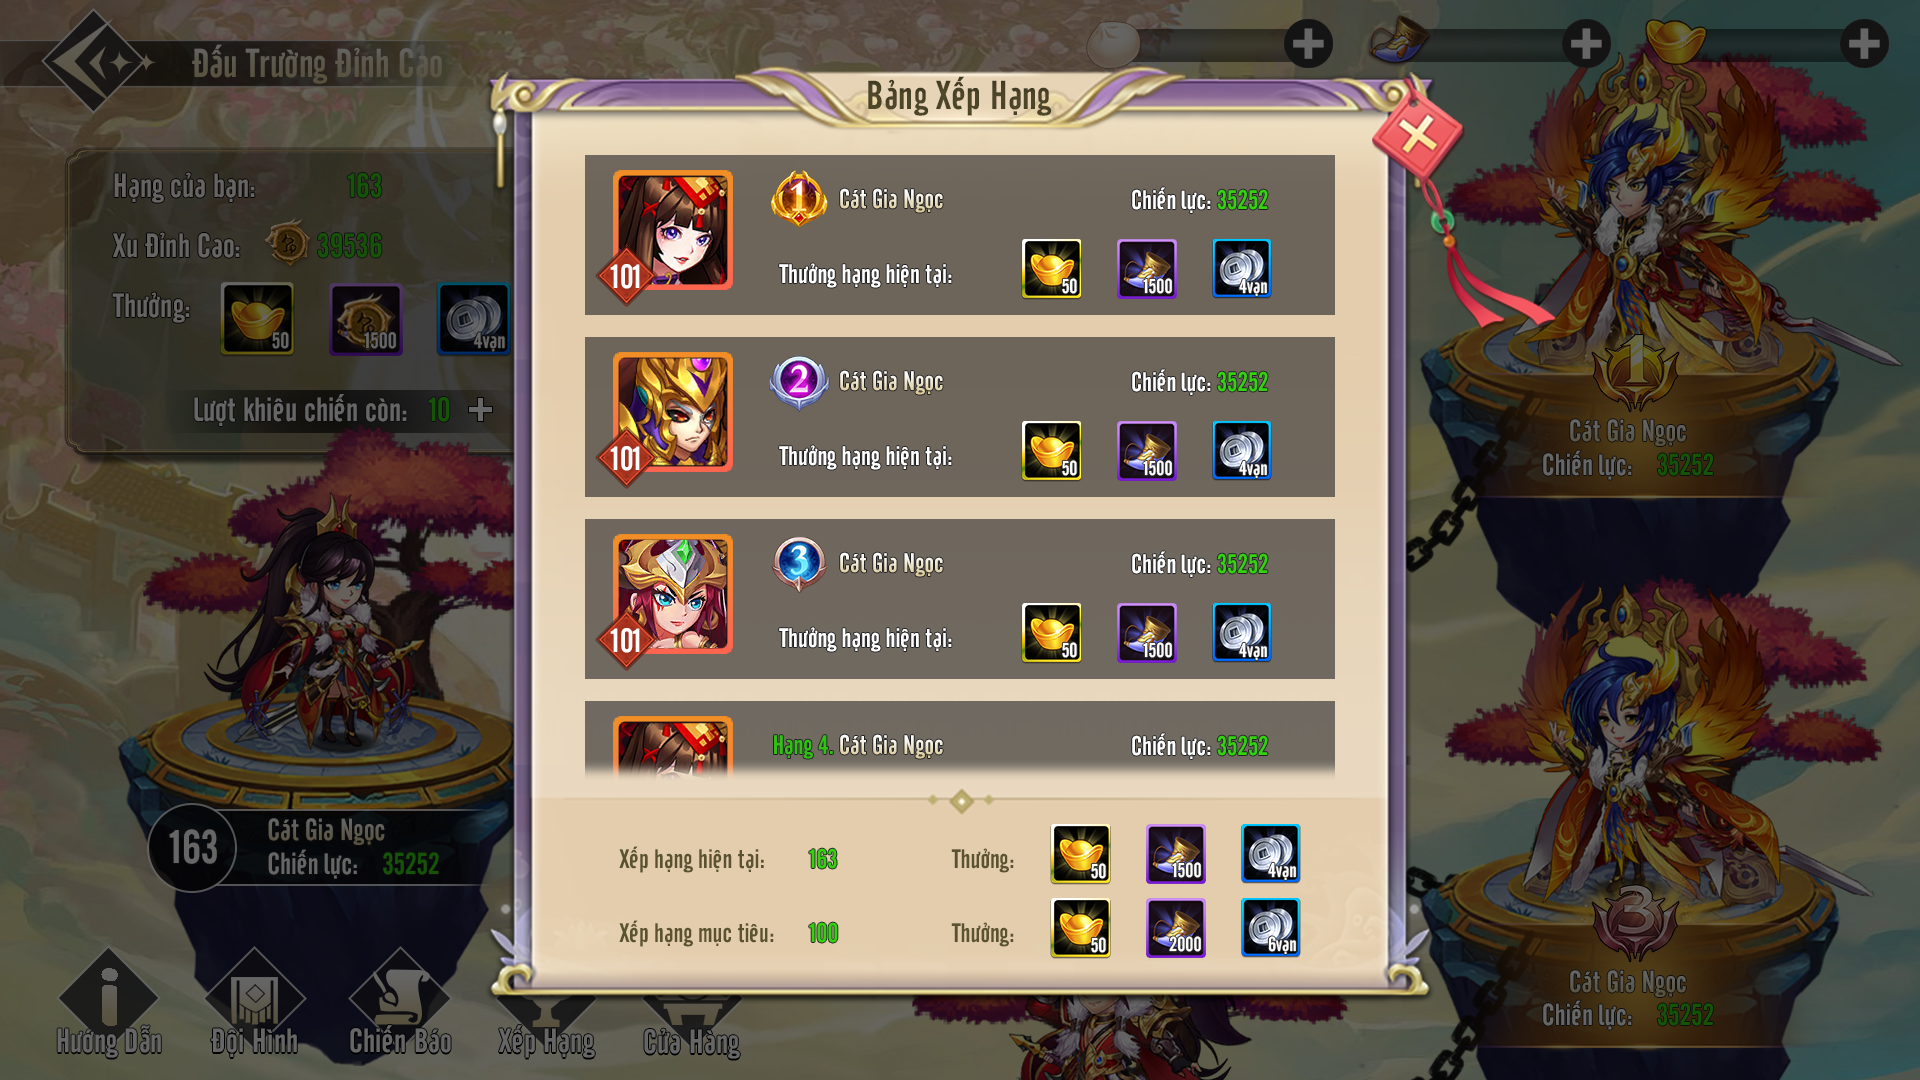 Đấu Trường Đỉnh Cao
Hạng của bạn: 163
Xu Đỉnh Cao: 39536
Thưởng: 50 1500 4vạn
Lượt khiêu chiến còn: 10
163
Cát Gia Ngọc
Chiến lực: 35252
Hướng Dẫn
Đội Hình
Chiến Báo
Xếp Hạng
Cửa Hàng
Bảng Xếp Hạng
101
1 Cát Gia Ngọc
Chiến lực: 35252
Thưởng hạng hiện tại: 50 1500 4vạn
101
2 Cát Gia Ngọc
Chiến lực: 35252
Thưởng hạng hiện tại: 50 1500 4vạn
101
3 Cát Gia Ngọc
Chiến lực: 35252
Thưởng hạng hiện tại: 50 1500 4vạn
Hạng 4. Cát Gia Ngọc
Chiến lực: 35252
Xếp hạng hiện tại: 163
Thưởng: 50 1500 4vạn
Xếp hạng mục tiêu: 100
Thưởng: 50 2000 6vạn
1
Cát Gia Ngọc
Chiến lực: 35252
3
Cát Gia Ngọc
Chiến lực: 35252